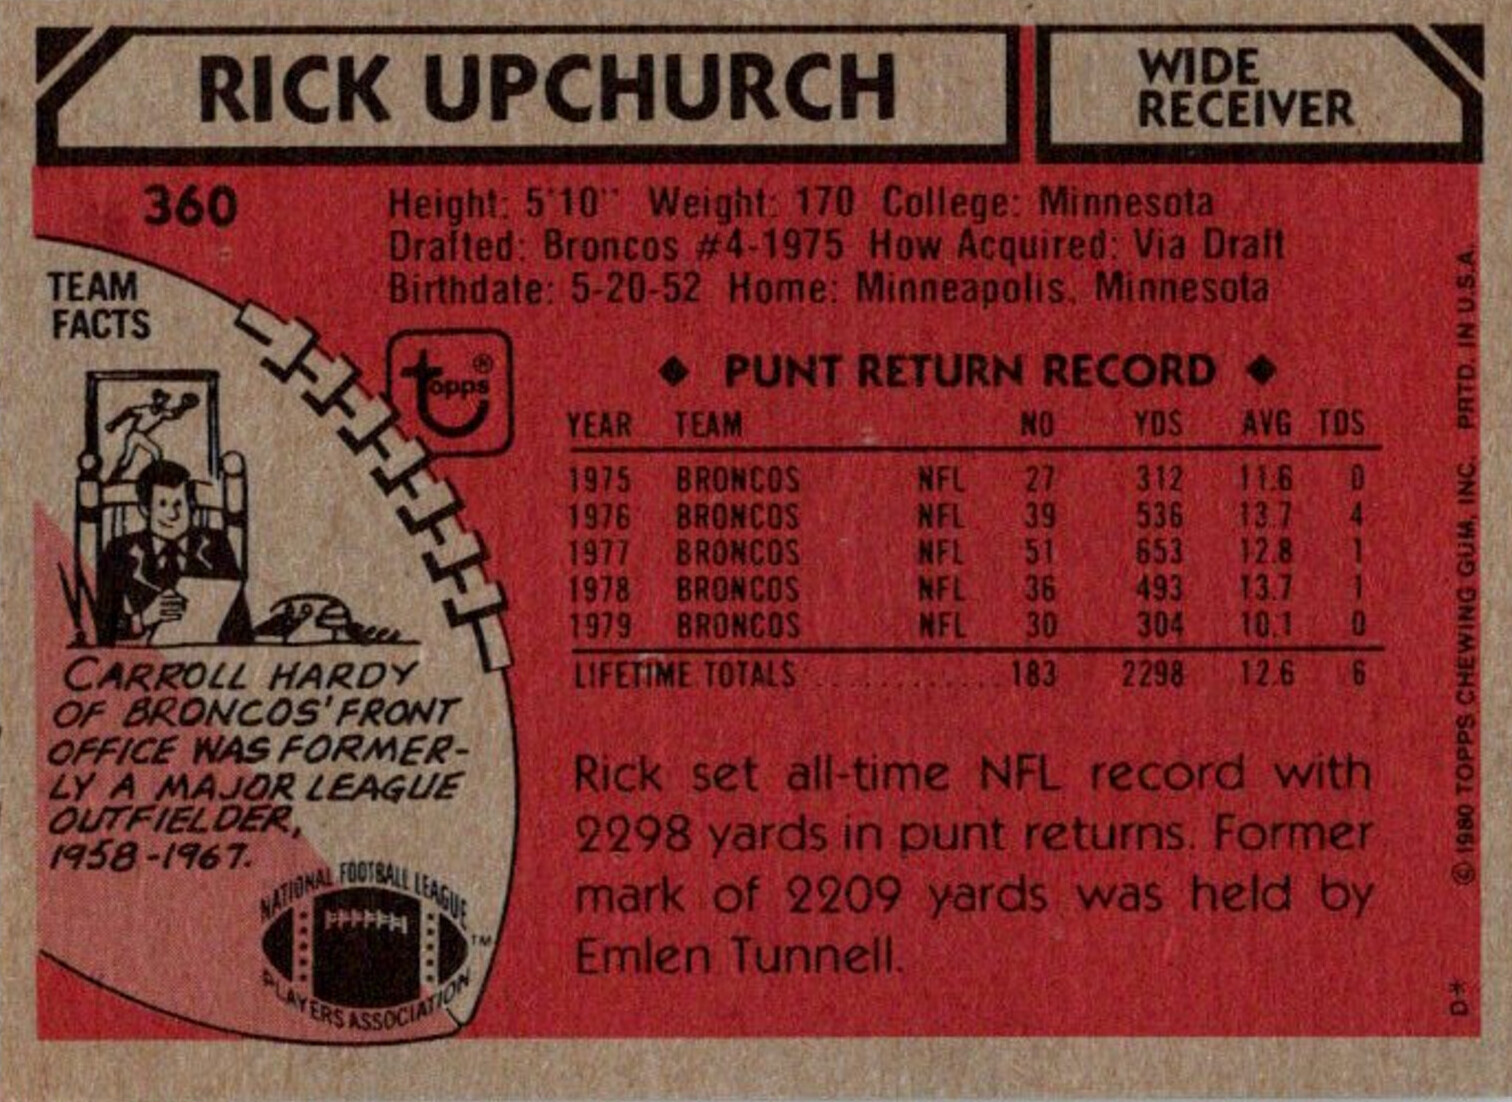 RICK UPCHURCH
WIDE
RECEIVER
360
Height: 5'10" Weight: 170 College: Minnesota
Drafted: Broncos #4-1975 How Acquired: Via Draft
Birthdate: 5-20-52 Home: Minneapolis, Minnesota
TEAM
FACTS
topps®
◆ PUNT RETURN RECORD ◆
YEAR TEAM NO YDS AVG TDS
1975 BRONCOS NFL 27 312 11.6 0
1976 BRONCOS NFL 39 536 13.7 4
1977 BRONCOS NFL 51 653 12.8 1
1978 BRONCOS NFL 36 493 13.7 1
1979 BRONCOS NFL 30 304 10.1 0
LIFETIME TOTALS ............ 183 2298 12.6 6
CARROLL HARDY
OF BRONCOS' FRONT
OFFICE WAS FORMER-
LY A MAJOR LEAGUE
OUTFIELDER,
1958-1967.
NATIONAL FOOTBALL LEAGUE
PLAYERS ASSOCIATION
TM
Rick set all-time NFL record with
2298 yards in punt returns. Former
mark of 2209 yards was held by
Emlen Tunnell.
D* © 1980 TOPPS CHEWING GUM, INC. PRTD. IN U.S.A.